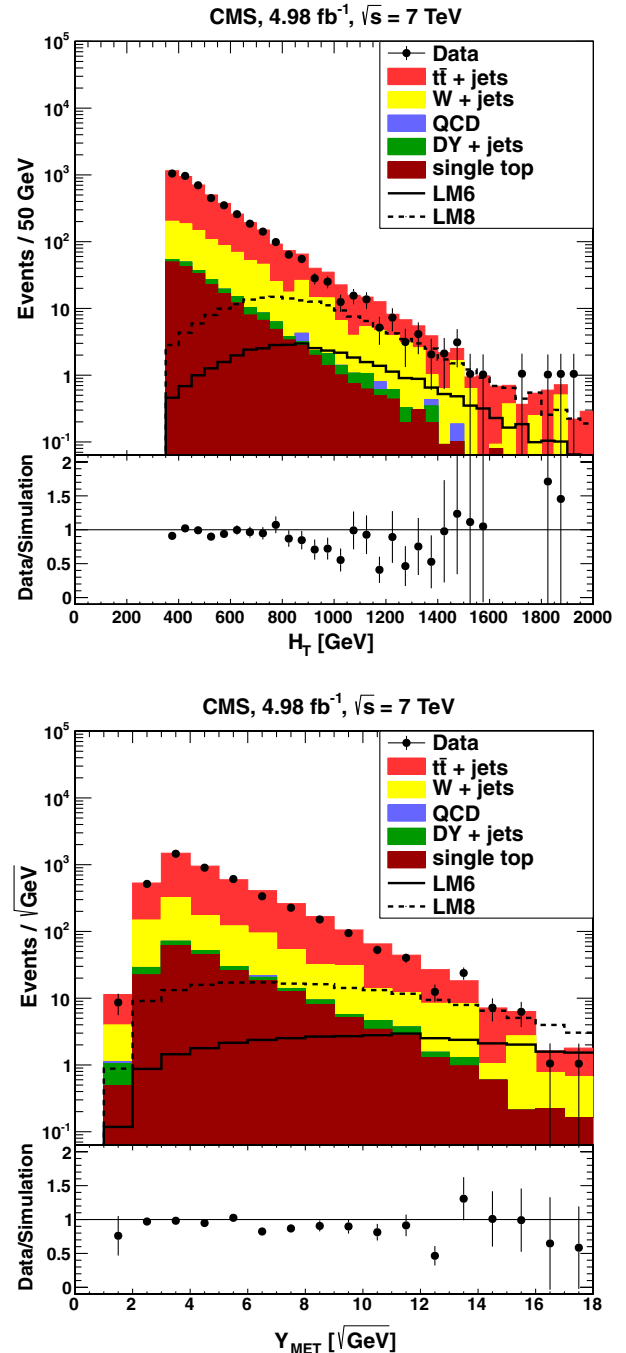 CMS, 4.98 fb⁻¹, √s = 7 TeV
Events / 50 GeV
10⁵
10⁴
10³
10²
10
1
10⁻¹
Data
tt̄ + jets
W + jets
QCD
DY + jets
single top
LM6
LM8
Data/Simulation
2
1.5
1
0.5
0
0 200 400 600 800 1000 1200 1400 1600 1800 2000
H_T [GeV]
CMS, 4.98 fb⁻¹, √s = 7 TeV
Events / √GeV
10⁵
10⁴
10³
10²
10
1
10⁻¹
Data
tt̄ + jets
W + jets
QCD
DY + jets
single top
LM6
LM8
Data/Simulation
2
1.5
1
0.5
0
0 2 4 6 8 10 12 14 16 18
Y_MET [√GeV]